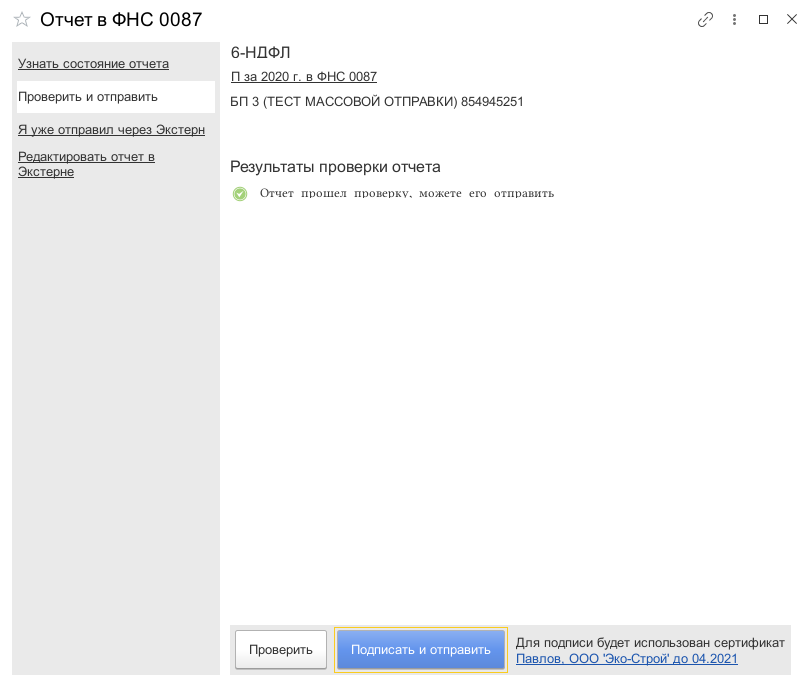 Отчет в ФНС 0087
Узнать состояние отчета
Проверить и отправить
Я уже отправил через Экстерн
Редактировать отчет в
Экстерне
6-НДФЛ
П за 2020 г. в ФНС 0087
БП 3 (ТЕСТ МАССОВОЙ ОТПРАВКИ) 854945251
Результаты проверки отчета
Отчет прошел проверку, можете его отправить
Проверить
Подписать и отправить
Для подписи будет использован сертификат
Павлов, ООО 'Эко-Строй' до 04.2021